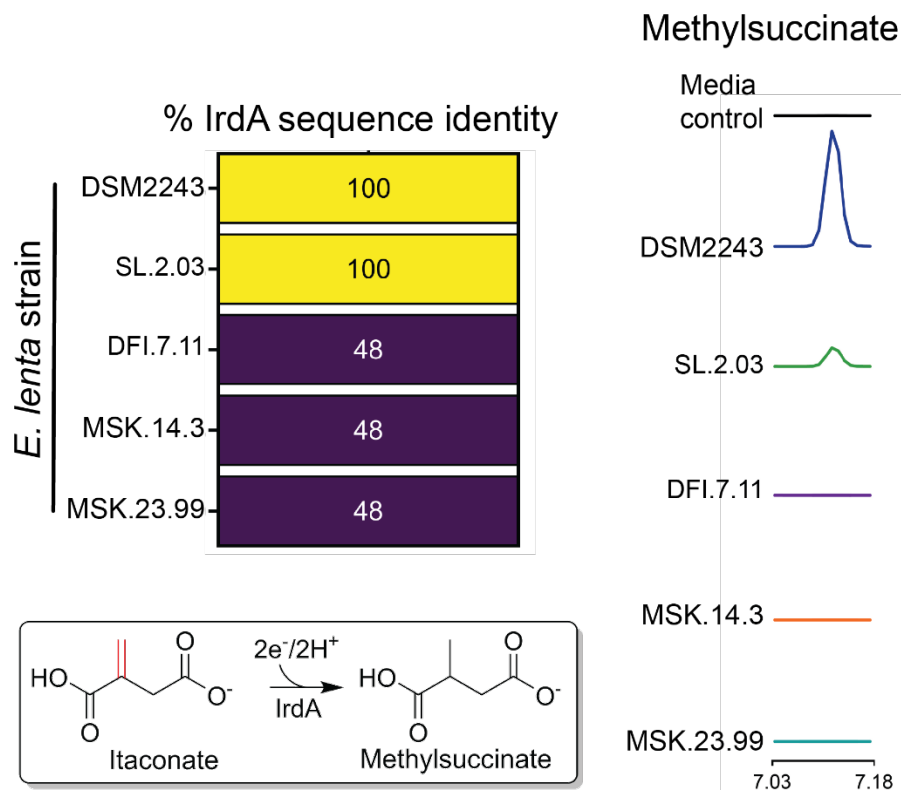 % IrdA sequence identity
E. lenta strain
DSM2243
100
SL.2.03
100
DFI.7.11
48
MSK.14.3
48
MSK.23.99
48
HO
O
O
O-
Itaconate
2e-/2H+
IrdA
HO
O
O
O-
Methylsuccinate
Methylsuccinate
Media
control
DSM2243
SL.2.03
DFI.7.11
MSK.14.3
MSK.23.99
7.03 7.18